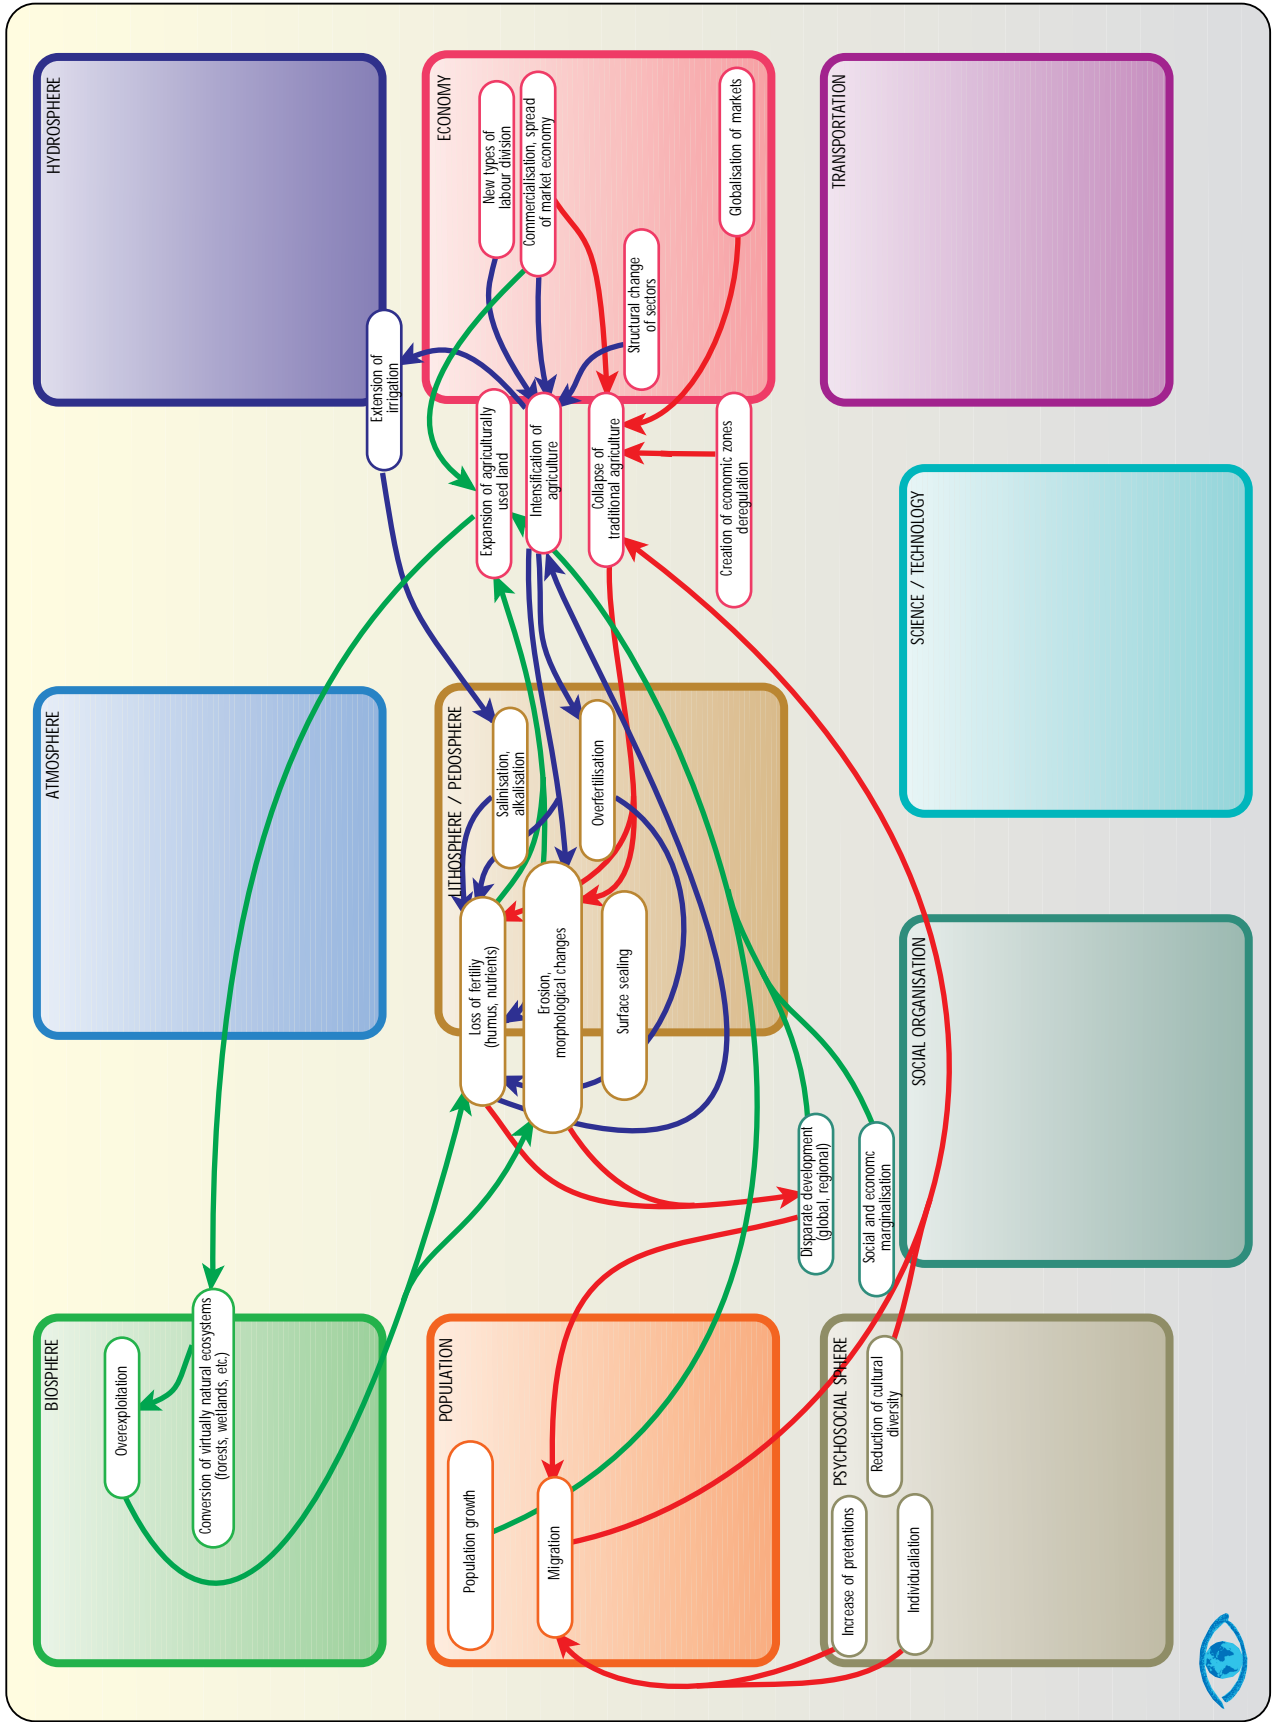 BIOSPHERE
Overexploitation
Conversion of virtually natural ecosystems
(forests, wetlands, etc.)
ATMOSPHERE
HYDROSPHERE
Extension of
irrigation
POPULATION
Population growth
Migration
LITHOSPHERE / PEDOSPHERE
Loss of fertiliy
(humus, nutrients)
Salinisation,
alkalisation
Erosion,
morphological changes
Overfertilisation
Surface sealing
ECONOMY
New types of
labour division
Commercialisation, spread
of market economy
Expansion of agriculturally
used land
Intensification of
agriculture
Collapse of
traditional agriculture
Structural change
of sectors
Creation of economic zones
deregulation
Globalisation of markets
PSYCHOSOCIAL SPHERE
Increase of pretentions
Reduction of cultural
diversity
Individualiation
Disparate development
(global, regional)
Social and economc
marginalisation
SOCIAL ORGANISATION
SCIENCE / TECHNOLOGY
TRANSPORTATION